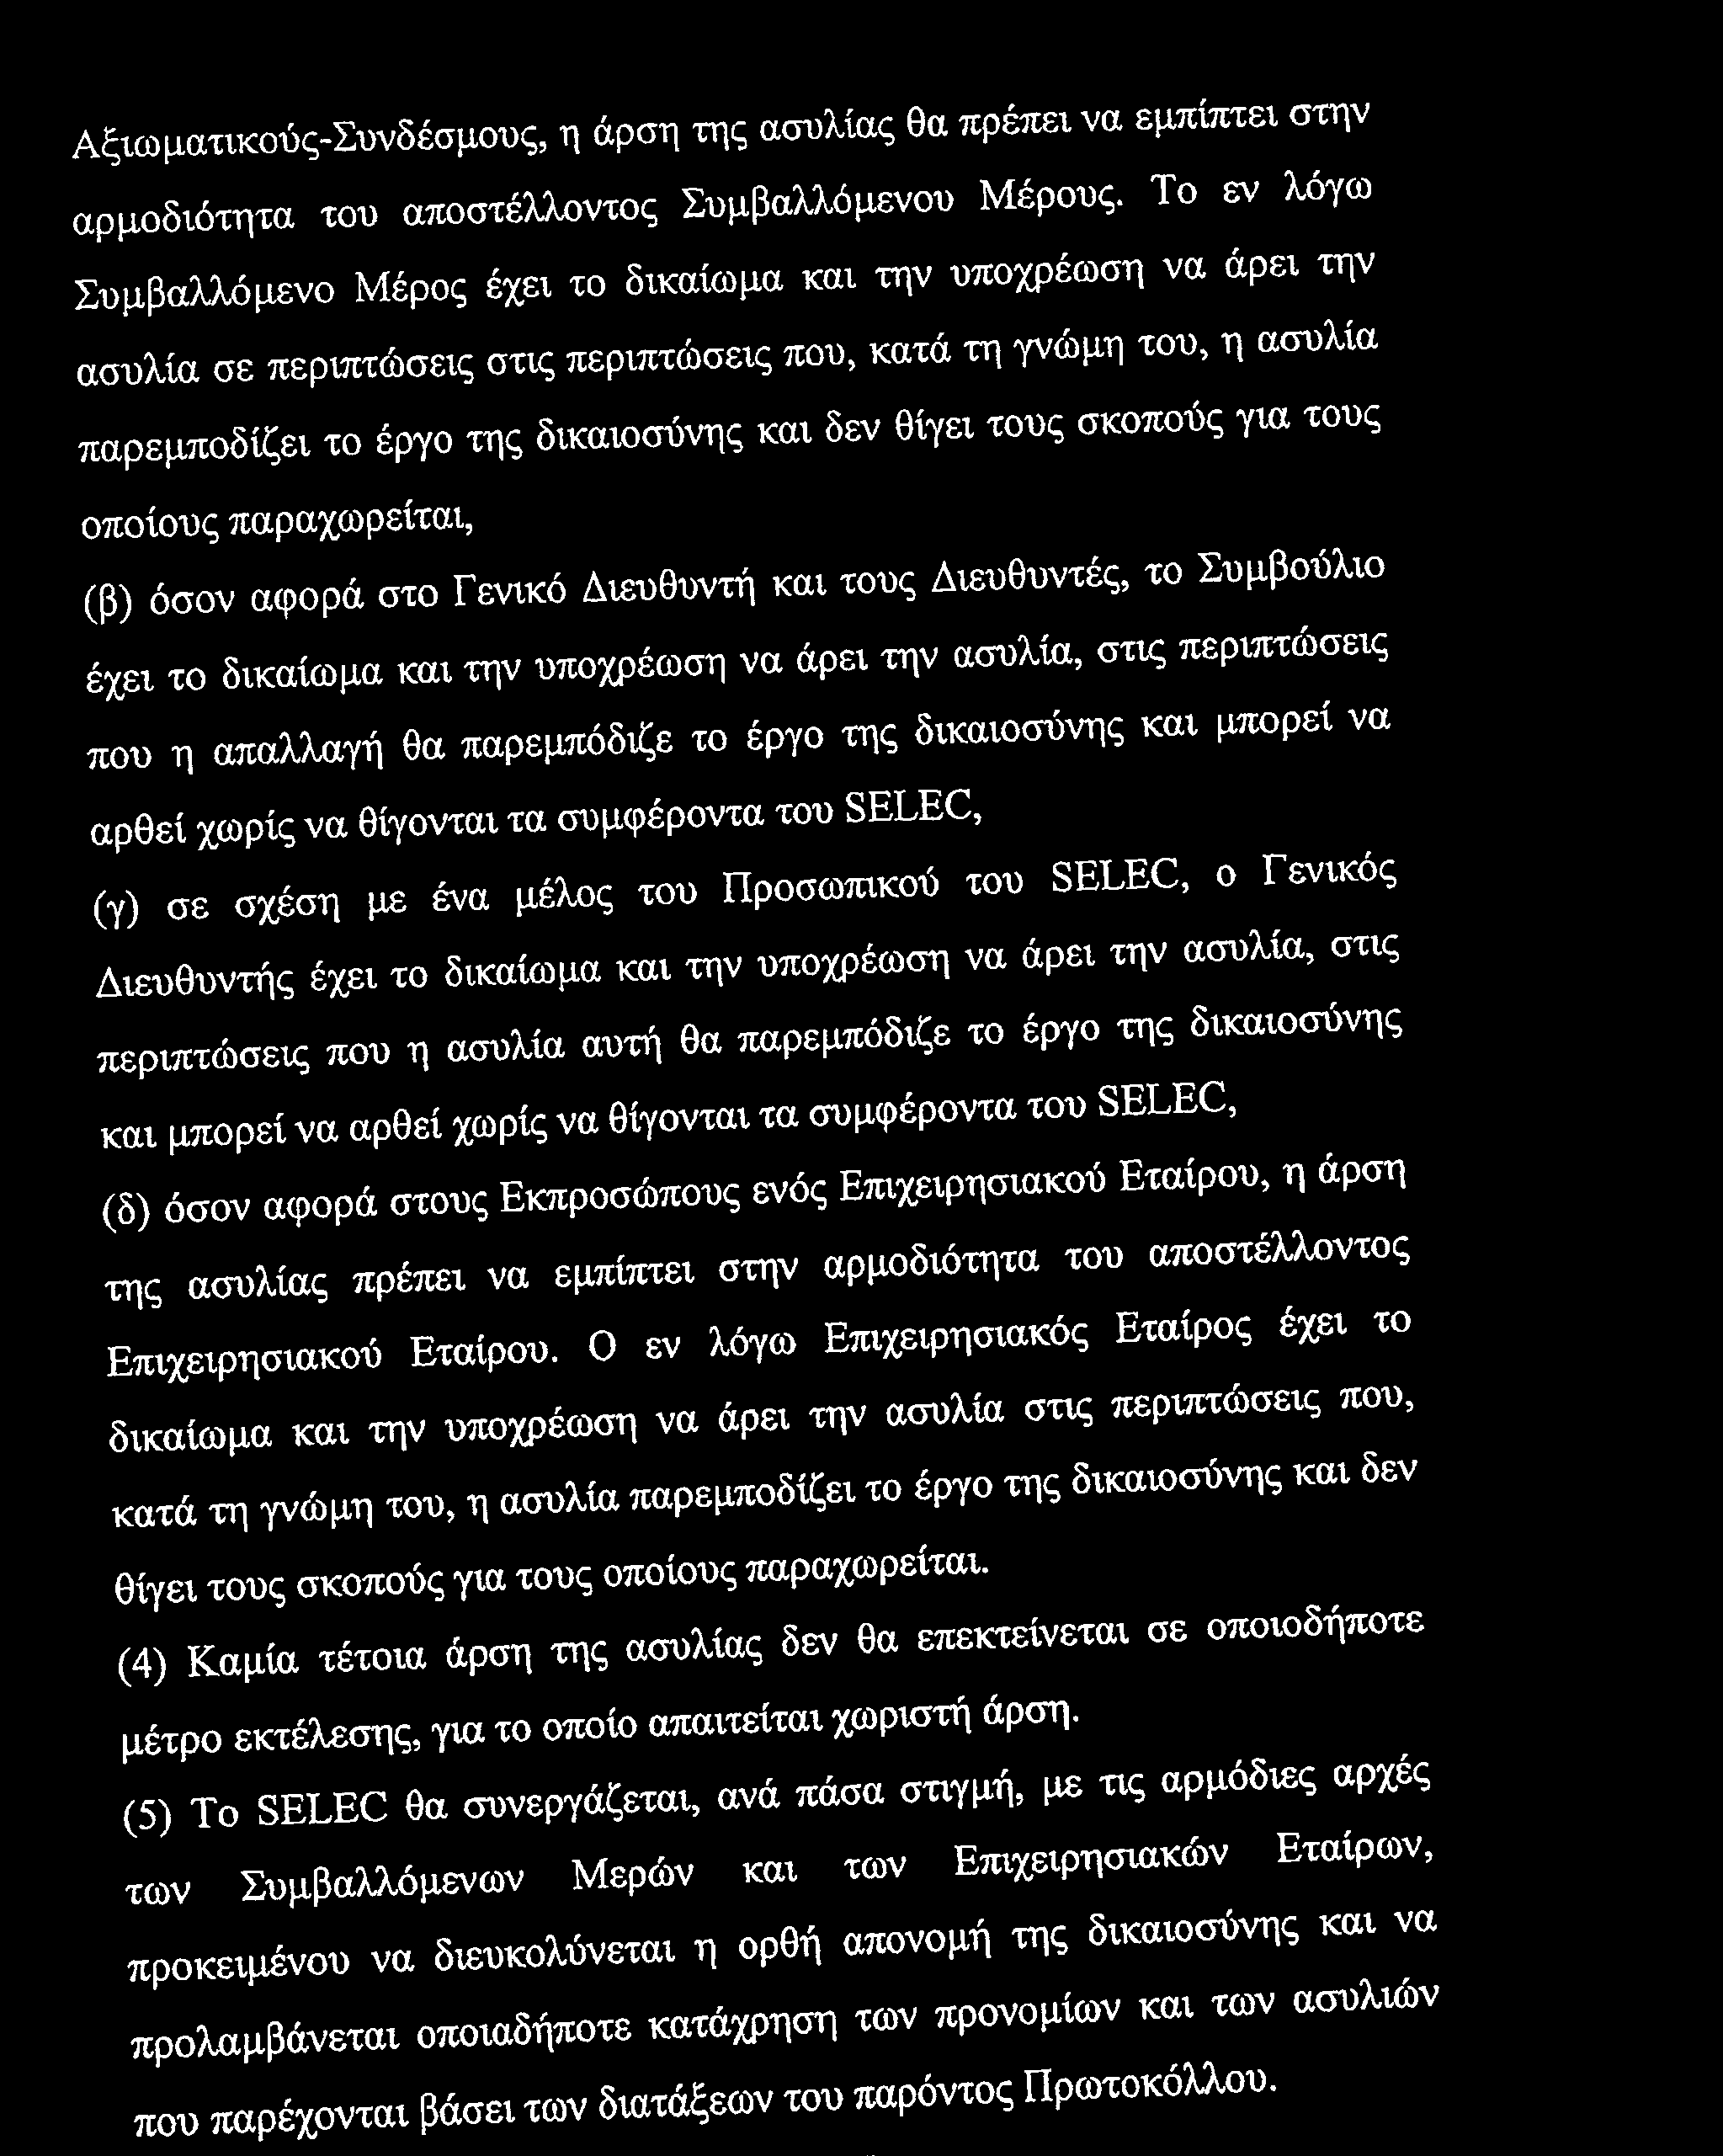 Αξιωματικούς-Συνδέσμους, η άρση της ασυλίας θα πρέπει να εμπίπτει στην
αρμοδιότητα του αποστέλλοντος Συμβαλλόμενου Μέρους. Το εν λόγω
Συμβαλλόμενο Μέρος έχει το δικαίωμα και την υποχρέωση να άρει την
ασυλία σε περιπτώσεις στις περιπτώσεις που, κατά τη γνώμη του, η ασυλία
παρεμποδίζει το έργο της δικαιοσύνης και δεν θίγει τους σκοπούς για τους
οποίους παραχωρείται,
(β) όσον αφορά στο Γενικό Διευθυντή και τους Διευθυντές, το Συμβούλιο
έχει το δικαίωμα και την υποχρέωση να άρει την ασυλία, στις περιπτώσεις
που η απαλλαγή θα παρεμπόδιζε το έργο της δικαιοσύνης και μπορεί να
αρθεί χωρίς να θίγονται τα συμφέροντα του SELEC,
(γ) σε σχέση με ένα μέλος του Προσωπικού του SELEC, ο Γενικός
Διευθυντής έχει το δικαίωμα και την υποχρέωση να άρει την ασυλία, στις
περιπτώσεις που η ασυλία αυτή θα παρεμπόδιζε το έργο της δικαιοσύνης
και μπορεί να αρθεί χωρίς να θίγονται τα συμφέροντα του SELEC,
(δ) όσον αφορά στους Εκπροσώπους ενός Επιχειρησιακού Εταίρου, η άρση
της ασυλίας πρέπει να εμπίπτει στην αρμοδιότητα του αποστέλλοντος
Επιχειρησιακού Εταίρου. Ο εν λόγω Επιχειρησιακός Εταίρος έχει το
δικαίωμα και την υποχρέωση να άρει την ασυλία στις περιπτώσεις που,
κατά τη γνώμη του, η ασυλία παρεμποδίζει το έργο της δικαιοσύνης και δεν
θίγει τους σκοπούς για τους οποίους παραχωρείται.
(4) Καμία τέτοια άρση της ασυλίας δεν θα επεκτείνεται σε οποιοδήποτε
μέτρο εκτέλεσης, για το οποίο απαιτείται χωριστή άρση.
(5) Το SELEC θα συνεργάζεται, ανά πάσα στιγμή, με τις αρμόδιες αρχές
των Συμβαλλόμενων Μερών και των Επιχειρησιακών Εταίρων,
προκειμένου να διευκολύνεται η ορθή απονομή της δικαιοσύνης και να
προλαμβάνεται οποιαδήποτε κατάχρηση των προνομίων και των ασυλιών
που παρέχονται βάσει των διατάξεων του παρόντος Πρωτοκόλλου.